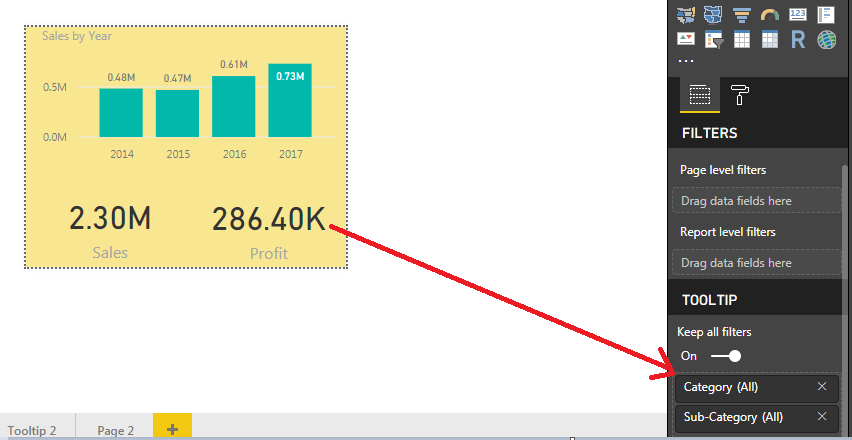 Sales by Year
0.5M
0.0M
0.48M
0.47M
0.61M
0.73M
2014
2015
2016
2017
2.30M
286.40K
Sales
Profit
123
R
...
FILTERS
Page level filters
Drag data fields here
Report level filters
Drag data fields here
TOOLTIP
Keep all filters
On
Category (All)
Sub-Category (All)
Tooltip 2
Page 2
+